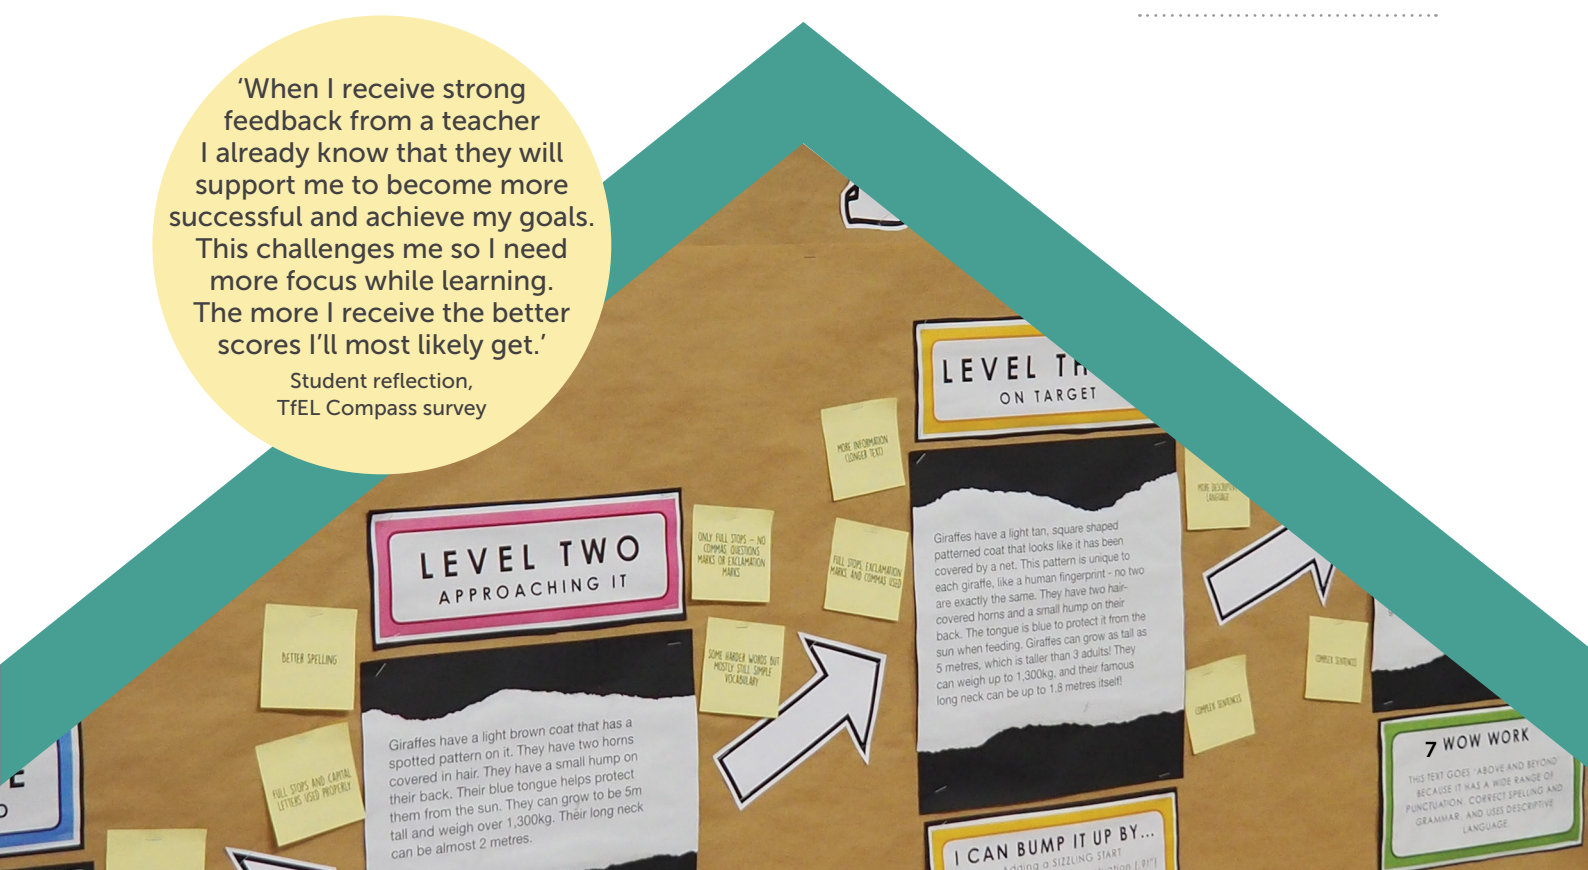 ‘When I receive strong
feedback from a teacher
I already know that they will
support me to become more
successful and achieve my goals.
This challenges me so I need
more focus while learning.
The more I receive the better
scores I’ll most likely get.’
Student reflection,
TfEL Compass survey
LEVEL
ON TARGET
MORE INFORMATION
(LONGER TEXT)
FULL STOPS, EXCLAMATION
MARKS AND COMMAS USED
Giraffes have a light tan, square shaped
patterned coat that looks like it has been
covered by a net. This pattern is unique to
each giraffe, like a human fingerprint - no two
are exactly the same. They have two hair-
covered horns and a small hump on their
back. The tongue is blue to protect it from the
sun when feeding. Giraffes can grow as tall as
5 metres, which is taller than 3 adults! They
can weigh up to 1,300kg, and their famous
long neck can be up to 1.8 metres itself!
MORE
LANGUAGE
COMPLEX SENTENCES
COMPLEX SENTENCES
LEVEL TWO
APPROACHING IT
ONLY FULL STOPS – NO
COMMAS, QUESTIONS
MARKS OR EXCLAMATION
MARKS
SOME HARDER WORDS BUT
MOSTLY STILL SIMPLE
VOCABULARY
BETTER SPELLING
FULL STOPS AND CAPITAL
LETTERS USED PROPERLY
Giraffes have a light brown coat that has a
spotted pattern on it. They have two horns
covered in hair. They have a small hump on
their back. Their blue tongue helps protect
them from the sun. They can grow to be 5m
tall and weigh over 1,300kg. Their long neck
can be almost 2 metres.
I CAN BUMP IT UP BY...
Adding a SIZZLING START
7
WOW WORK
THIS TEXT GOES ‘ABOVE AND BEYOND’
BECAUSE IT HAS A WIDE RANGE OF
PUNCTUATION, CORRECT SPELLING AND
GRAMMAR, AND USES DESCRIPTIVE
LANGUAGE.